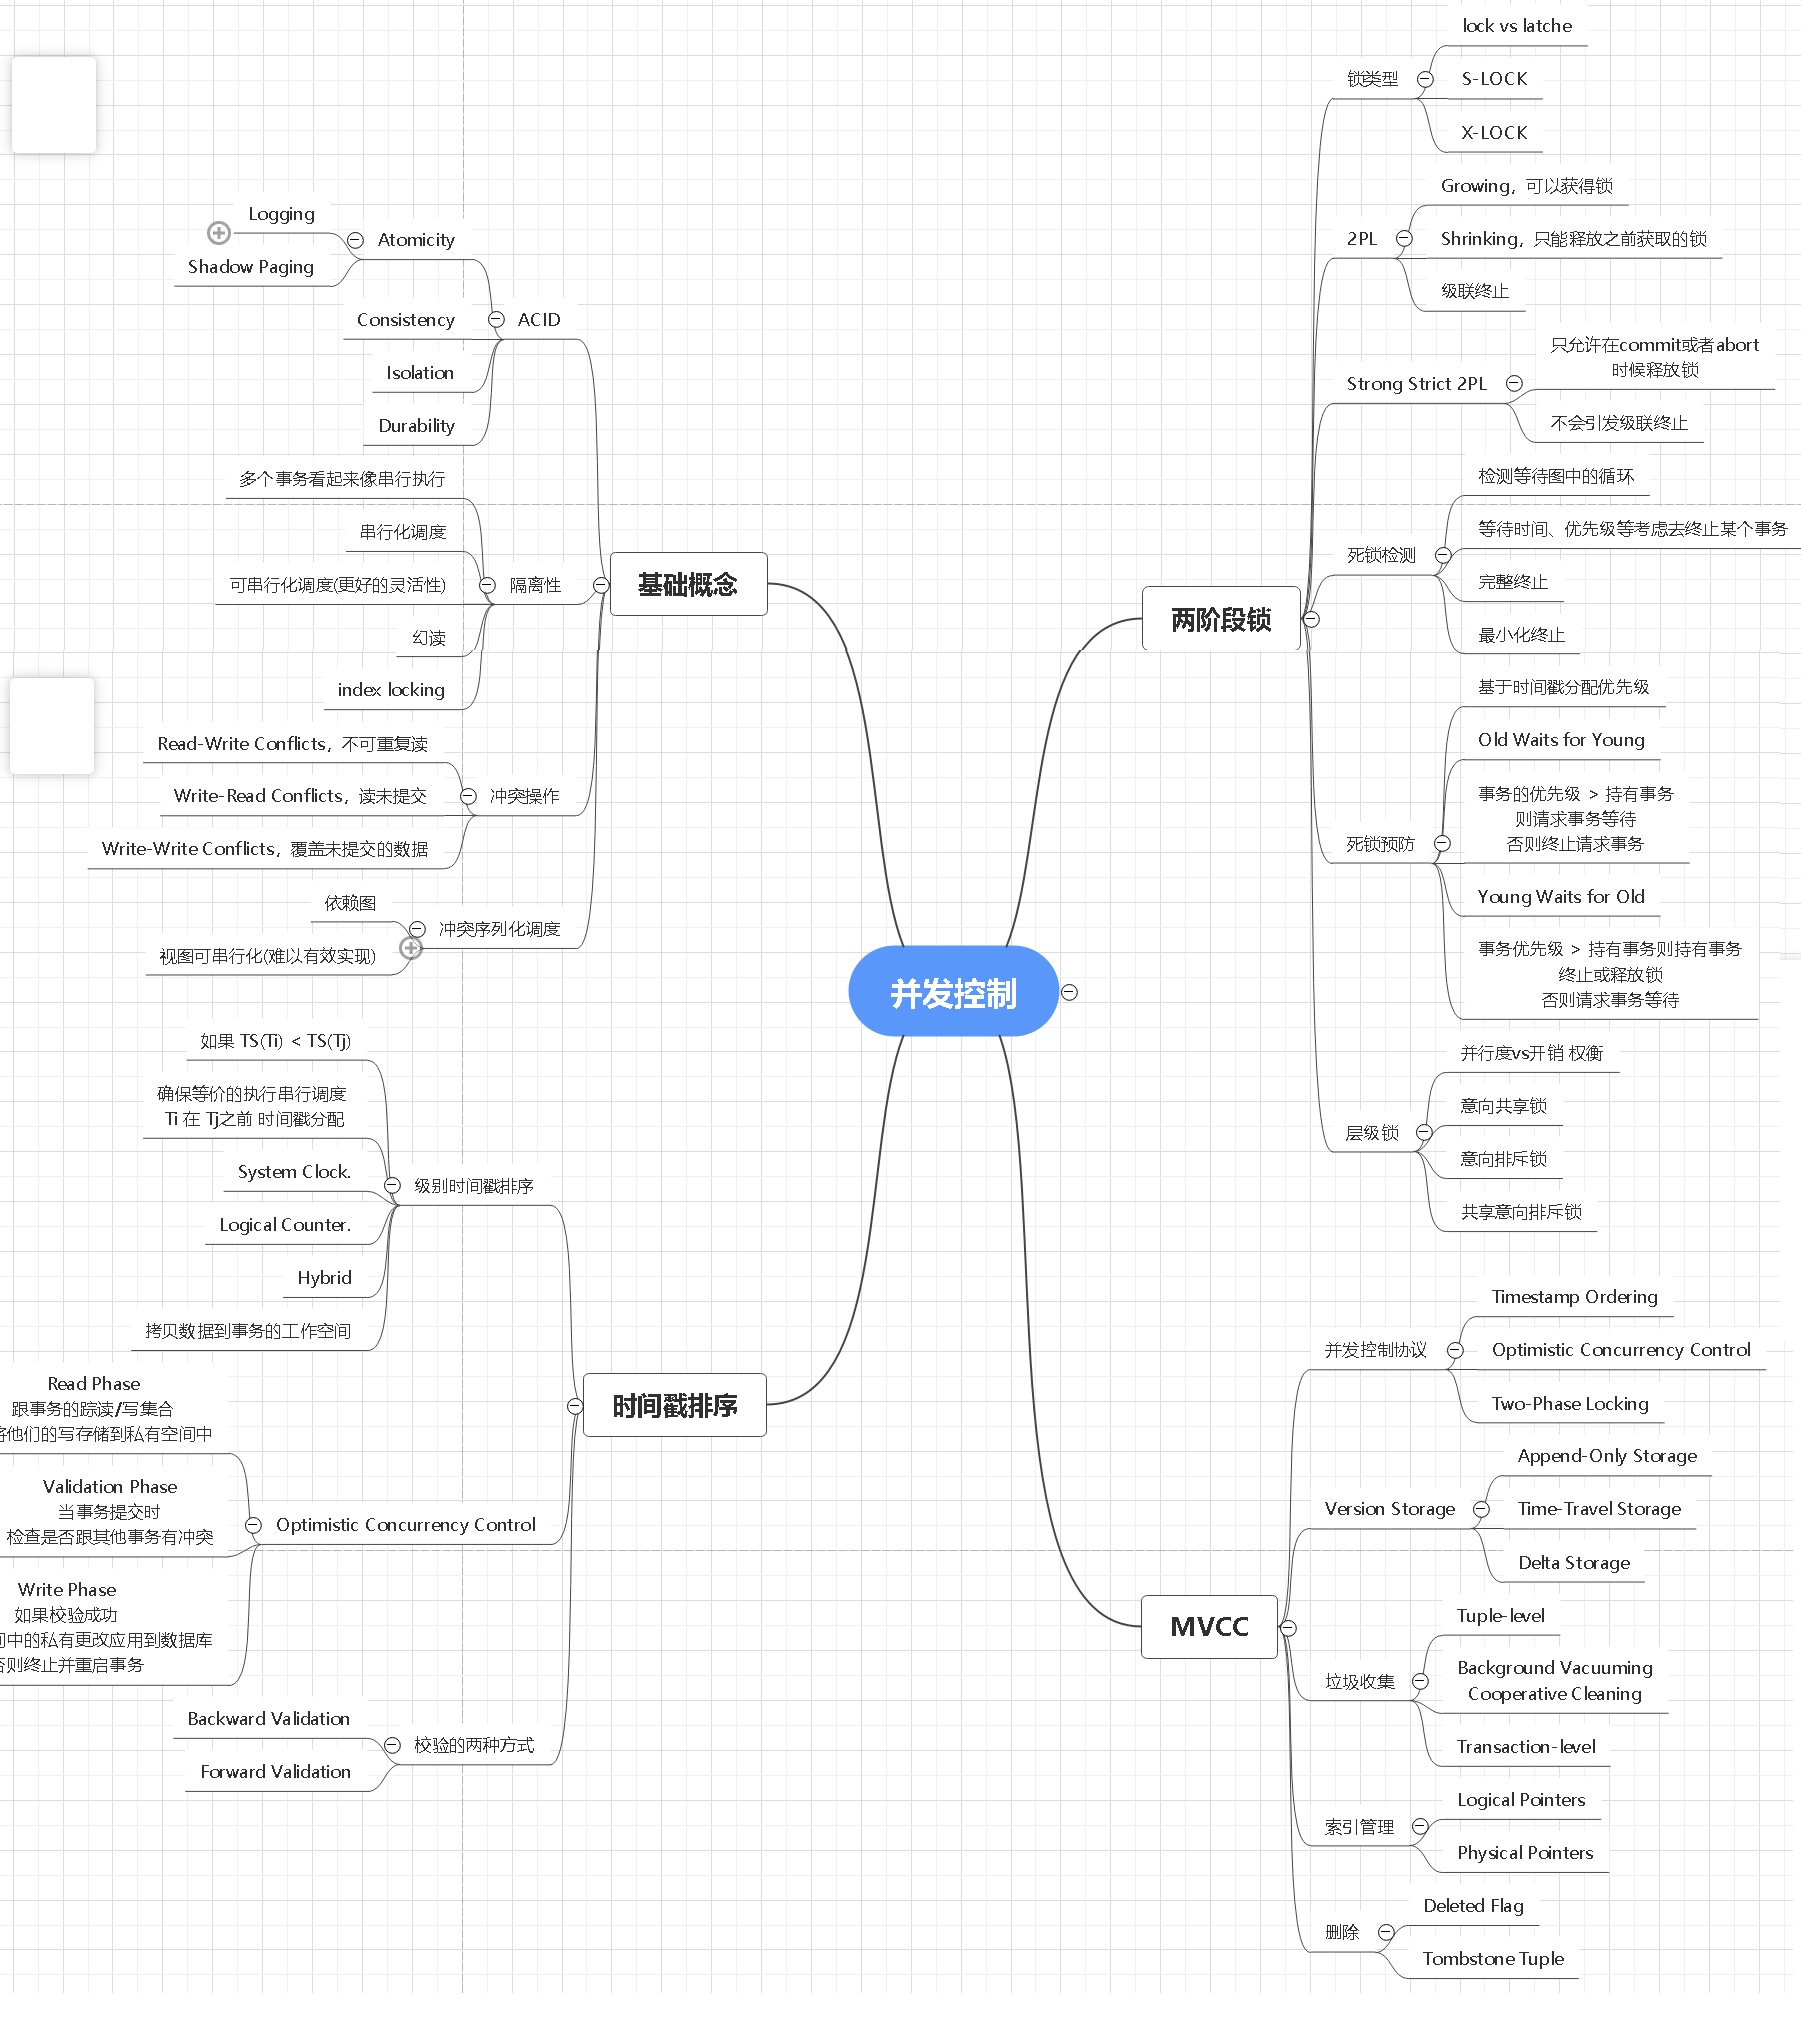 并发控制
基础概念
ACID
Atomicity
Logging
Shadow Paging
Consistency
Isolation
Durability
隔离性
多个事务看起来像串行执行
串行化调度
可串行化调度(更好的灵活性)
幻读
index locking
冲突操作
Read-Write Conflicts，不可重复读
Write-Read Conflicts，读未提交
Write-Write Conflicts，覆盖未提交的数据
冲突序列化调度
依赖图
视图可串行化(难以有效实现)
时间戳排序
级别时间戳排序
如果 TS(Ti) < TS(Tj)
确保等价的执行串行调度
Ti 在 Tj之前 时间戳分配
System Clock.
Logical Counter.
Hybrid
拷贝数据到事务的工作空间
Optimistic Concurrency Control
Read Phase
跟事务的踪读/写集合
他们的写存储到私有空间中
Validation Phase
当事务提交时
检查是否跟其他事务有冲突
Write Phase
如果校验成功
中的私有更改应用到数据库
则终止并重启事务
校验的两种方式
Backward Validation
Forward Validation
两阶段锁
锁类型
lock vs latche
S-LOCK
X-LOCK
2PL
Growing，可以获得锁
Shrinking，只能释放之前获取的锁
级联终止
Strong Strict 2PL
只允许在commit或者abort
时候释放锁
不会引发级联终止
死锁检测
检测等待图中的循环
等待时间、优先级等考虑去终止某个事务
完整终止
最小化终止
死锁预防
基于时间戳分配优先级
Old Waits for Young
事务的优先级 > 持有事务
则请求事务等待
否则终止请求事务
Young Waits for Old
事务优先级 > 持有事务则持有事务
终止或释放锁
否则请求事务等待
层级锁
并行度vs开销 权衡
意向共享锁
意向排斥锁
共享意向排斥锁
MVCC
并发控制协议
Timestamp Ordering
Optimistic Concurrency Control
Two-Phase Locking
Version Storage
Append-Only Storage
Time-Travel Storage
Delta Storage
垃圾收集
Tuple-level
Background Vacuuming
Cooperative Cleaning
Transaction-level
索引管理
Logical Pointers
Physical Pointers
删除
Deleted Flag
Tombstone Tuple